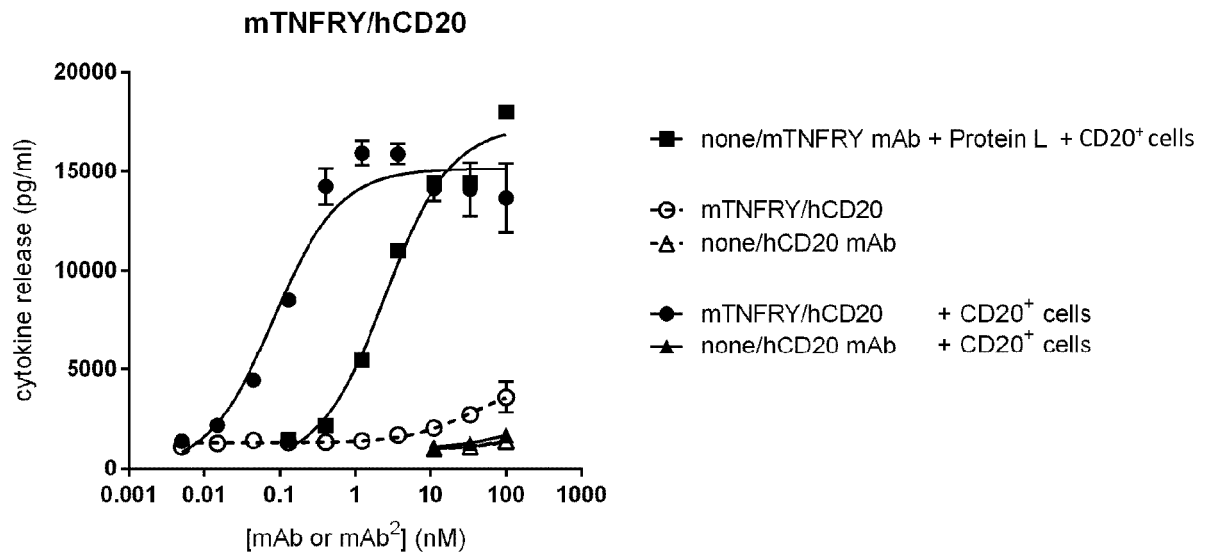 mTNFRY/hCD20
20000
15000
10000
5000
0
cytokine release (pg/ml)
0.001 0.01 0.1 1 10 100 1000
[mAb or mAb²] (nM)
none/mTNFRY mAb + Protein L + CD20⁺ cells
mTNFRY/hCD20
none/hCD20 mAb
mTNFRY/hCD20 + CD20⁺ cells
none/hCD20 mAb + CD20⁺ cells